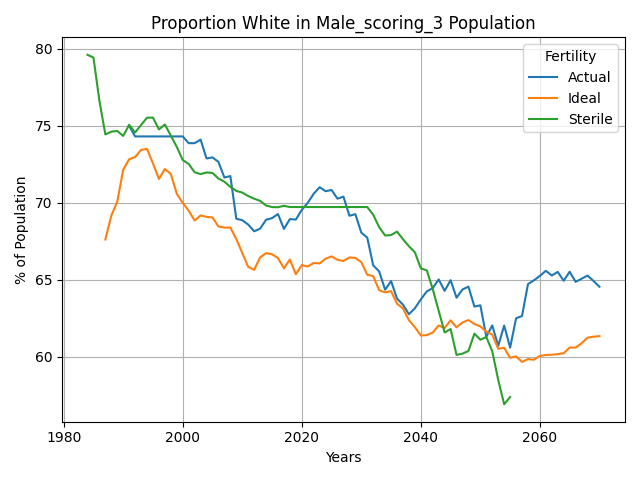 Proportion White in Male_scoring_3 Population
Fertility
Actual
Ideal
Sterile
% of Population
80
75
70
65
60
1980
2000
2020
2040
2060
Years